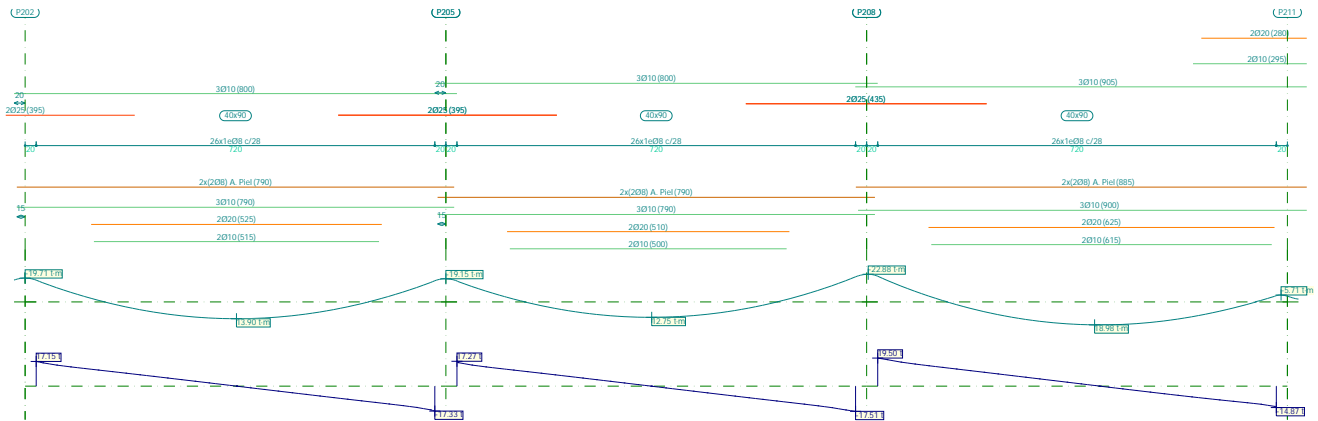 P202 P205 P208 P211
2Ø20 (280)
2Ø10 (295)
3Ø10 (800) 3Ø10 (800) 3Ø10 (905)
20 20
2Ø25 (395) 40x90 2Ø25 (395) 40x90 2Ø25 (435) 40x90
26x1eØ8 c/28 26x1eØ8 c/28 26x1eØ8 c/28
20 720 20 20 720 20 20 720 20
2x(2Ø8) A. Piel (790) 2x(2Ø8) A. Piel (790) 2x(2Ø8) A. Piel (885)
3Ø10 (790) 3Ø10 (790) 3Ø10 (900)
15 15
2Ø20 (525) 2Ø20 (510) 2Ø20 (625)
2Ø10 (515) 2Ø10 (500) 2Ø10 (615)
-19.71 t·m -19.15 t·m -22.88 t·m -5.71 t·m
13.90 t·m 12.75 t·m 18.98 t·m
17.15 t 17.27 t 19.50 t
-17.33 t -17.51 t -14.87 t